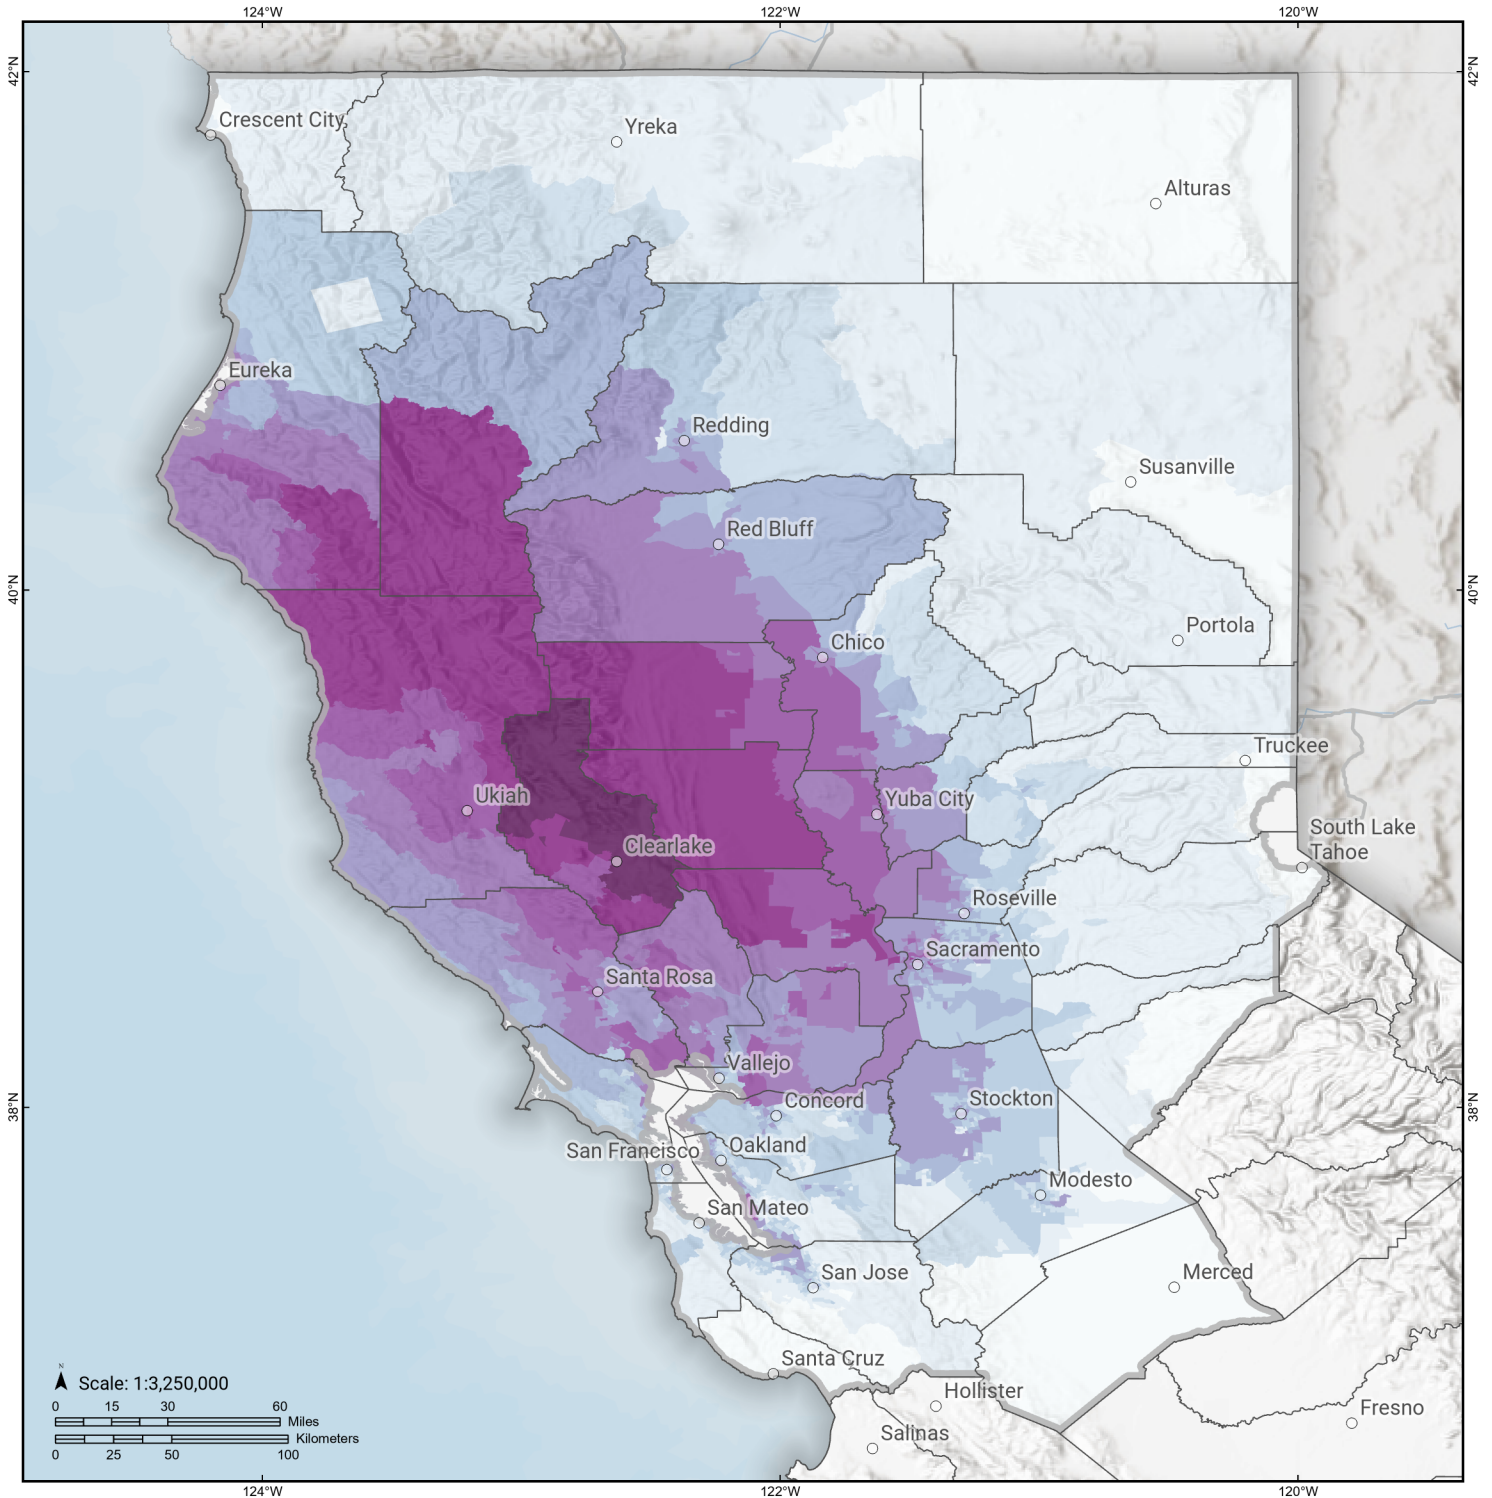 124°W
122°W
120°W
42°N
42°N
Crescent City
Yreka
Alturas
Eureka
Redding
Susanville
Red Bluff
40°N
40°N
Portola
Chico
Truckee
Ukiah
Yuba City
South Lake
Tahoe
Clearlake
Roseville
Sacramento
Santa Rosa
Vallejo
38°N
38°N
Concord
Stockton
San Francisco
Oakland
Modesto
San Mateo
San Jose
Merced
Santa Cruz
Hollister
Fresno
Salinas
N
Scale: 1:3,250,000
0 15 30 60
Miles
Kilometers
0 25 50 100
124°W
122°W
120°W